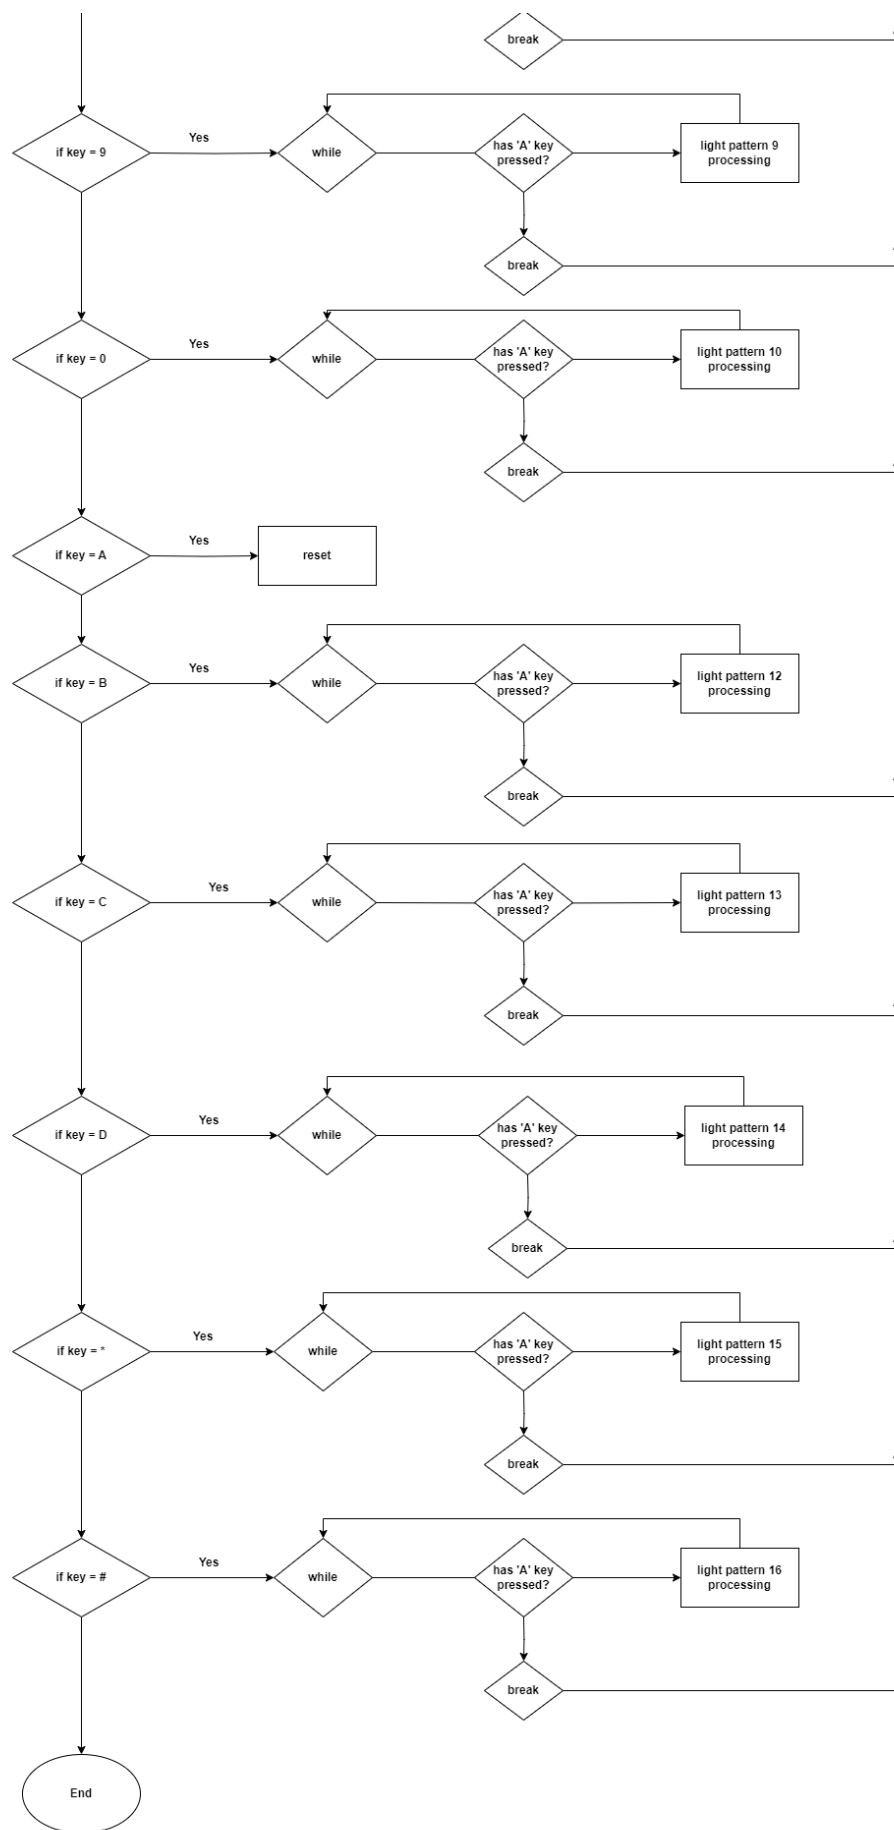 break
if key = 9
Yes
while
has 'A' key
pressed?
light pattern 9
processing
break
if key = 0
Yes
while
has 'A' key
pressed?
light pattern 10
processing
break
if key = A
Yes
reset
if key = B
Yes
while
has 'A' key
pressed?
light pattern 12
processing
break
if key = C
Yes
while
has 'A' key
pressed?
light pattern 13
processing
break
if key = D
Yes
while
has 'A' key
pressed?
light pattern 14
processing
break
if key = *
Yes
while
has 'A' key
pressed?
light pattern 15
processing
break
if key = #
Yes
while
has 'A' key
pressed?
light pattern 16
processing
break
End